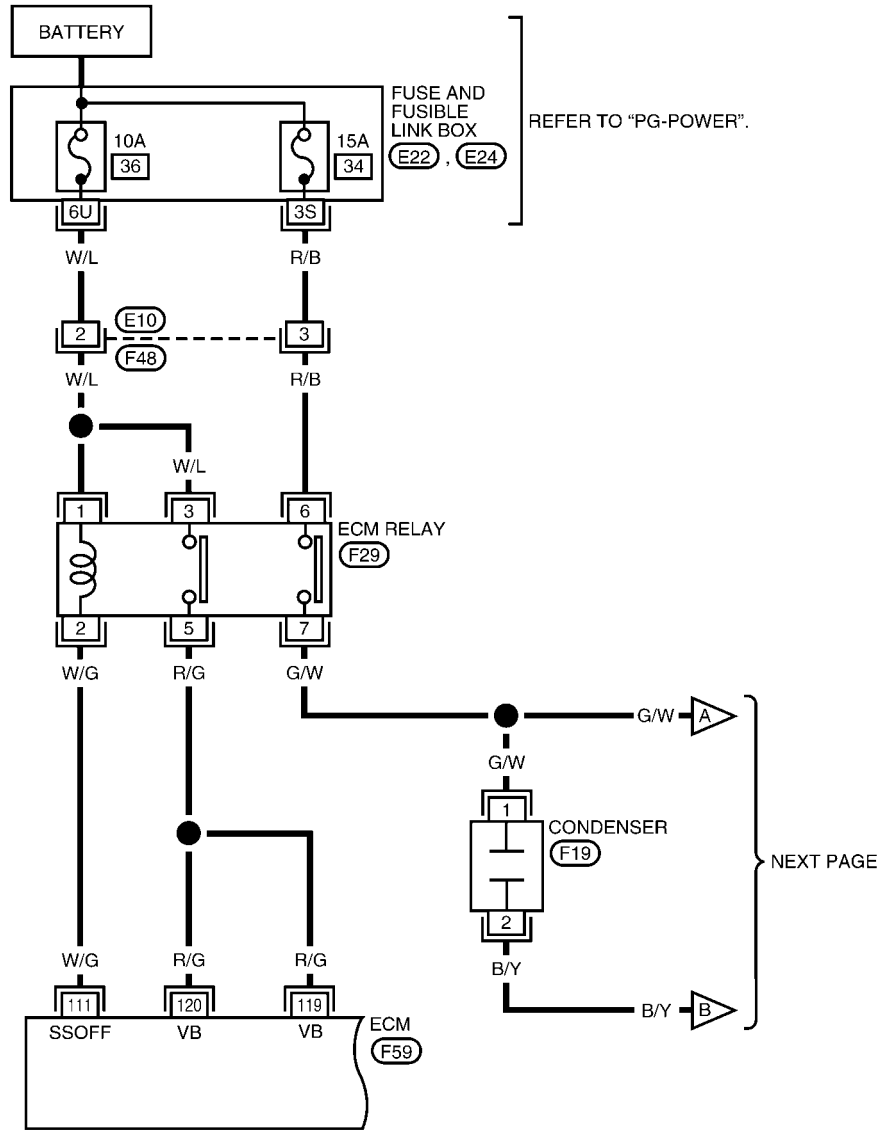 BATTERY
FUSE AND
FUSIBLE
LINK BOX
E22 , E24
REFER TO “PG-POWER”.
10A
36
15A
34
6U
3S
W/L
R/B
2
E10
3
F48
W/L
R/B
W/L
1
3
6
ECM RELAY
F29
2
5
7
W/G
R/G
G/W
G/W
A
G/W
1
CONDENSER
F19
NEXT PAGE
2
B/Y
W/G
R/G
R/G
B/Y
B
111
120
119
SSOFF
VB
VB
ECM
F59